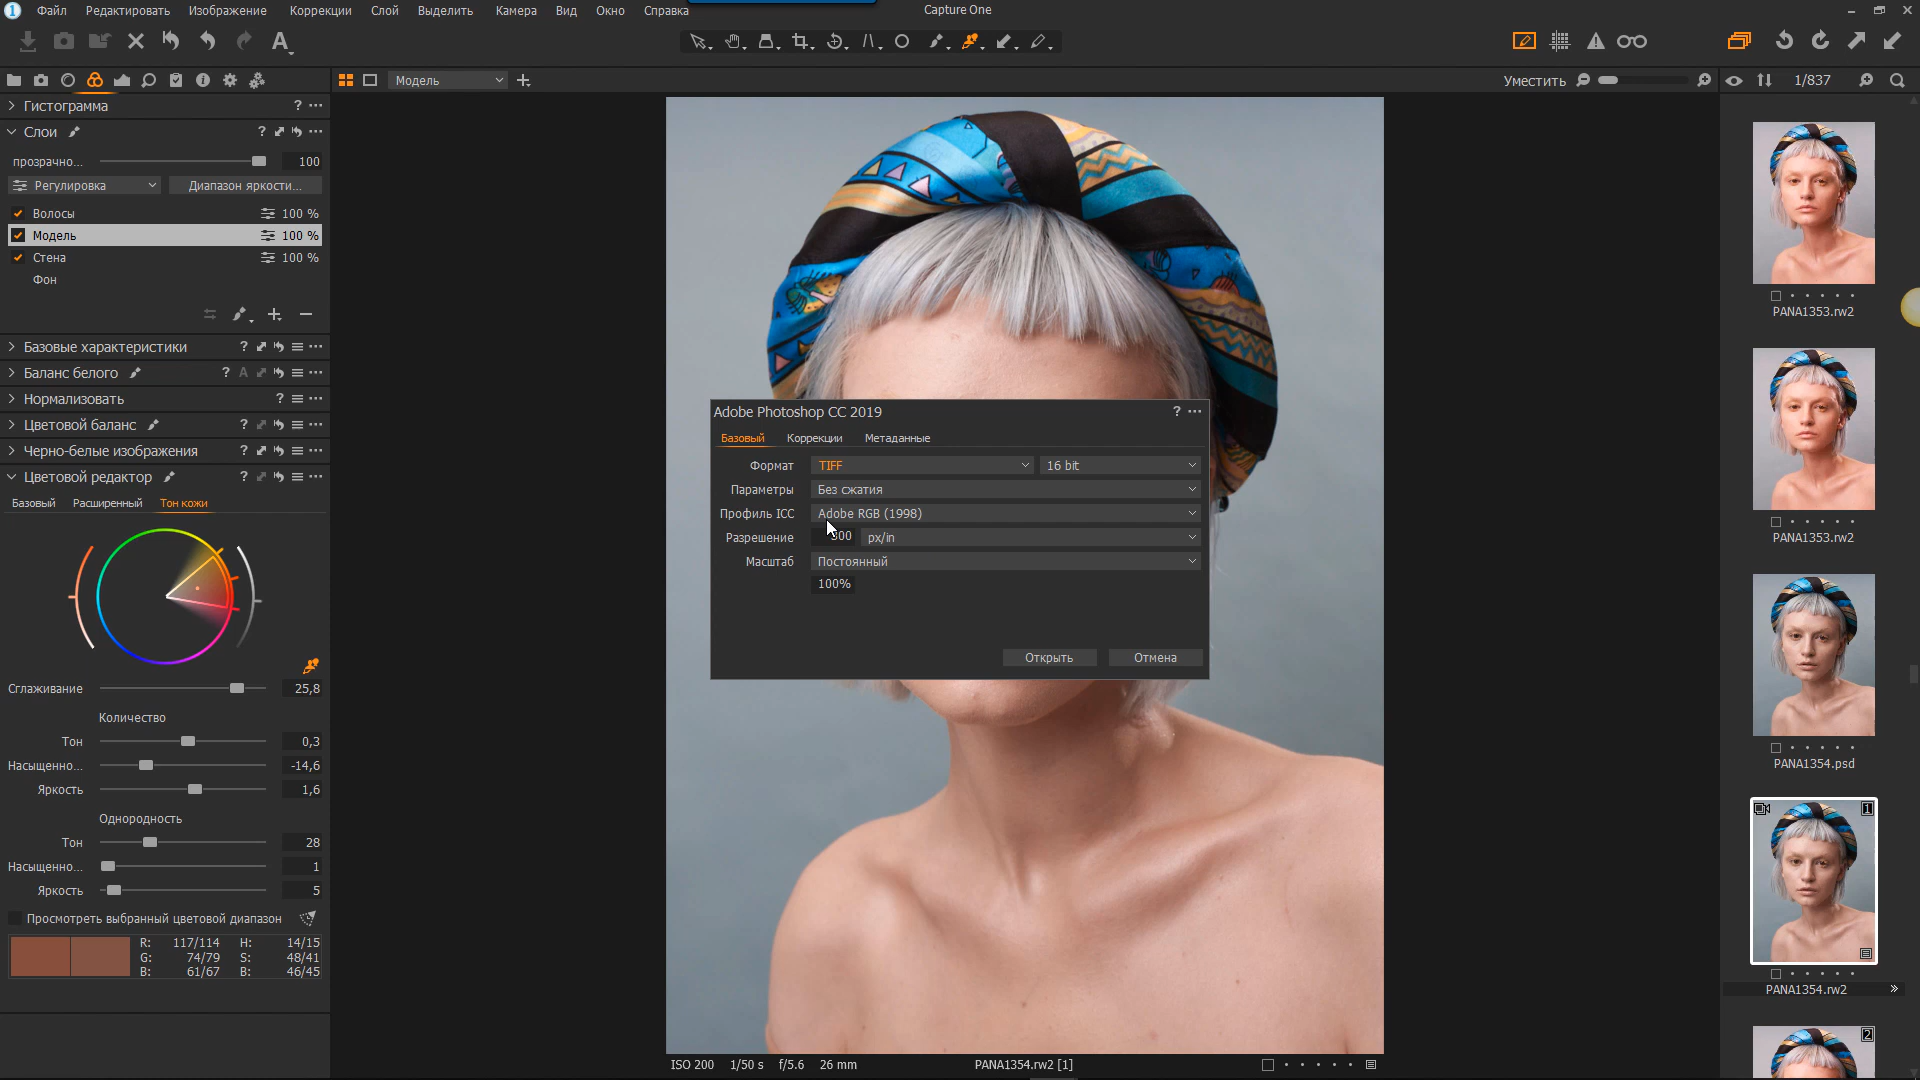 Файл Редактировать Изображение Коррекции Слой Выделить Камера Вид Окно Справка
Capture One
Модель
Уместить
1/837
Гистограмма
Слои
прозрачно... 100
Регулировка Диапазон яркости...
Волосы 100 %
Модель 100 %
Стена 100 %
Фон
Базовые характеристики
Баланс белого
Нормализовать
Цветовой баланс
Черно-белые изображения
Цветовой редактор
Базовый Расширенный Тон кожи
Сглаживание 25,8
Количество
Тон 0,3
Насыщенно... -14,6
Яркость 1,6
Однородность
Тон 28
Насыщенно... 1
Яркость 5
Просмотреть выбранный цветовой диапазон
R: 117/114 H: 14/15
G: 74/79 S: 48/41
B: 61/67 B: 46/45
Adobe Photoshop CC 2019
Базовый Коррекции Метаданные
Формат TIFF 16 bit
Параметры Без сжатия
Профиль ICC Adobe RGB (1998)
Разрешение 300 px/in
Масштаб Постоянный
100%
Открыть Отмена
ISO 200 1/50 s f/5.6 26 mm PANA1354.rw2 [1]
PANA1353.rw2
PANA1353.rw2
PANA1354.psd
1
PANA1354.rw2
2